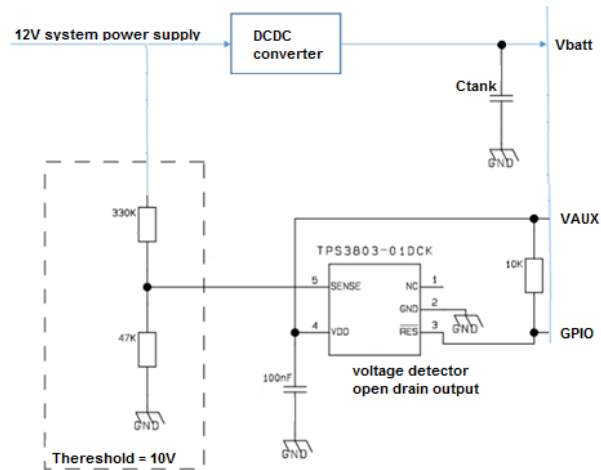 12V system power supply
DCDC
converter
Vbatt
Ctank
GND
330K
VAUX
TPS3803-01DCK
10K
5
SENSE
NC
1
GND
2
GND
47K
4
VDD
RES
3
GPIO
100nF
voltage detector
open drain output
GND
GND
Thereshold = 10V